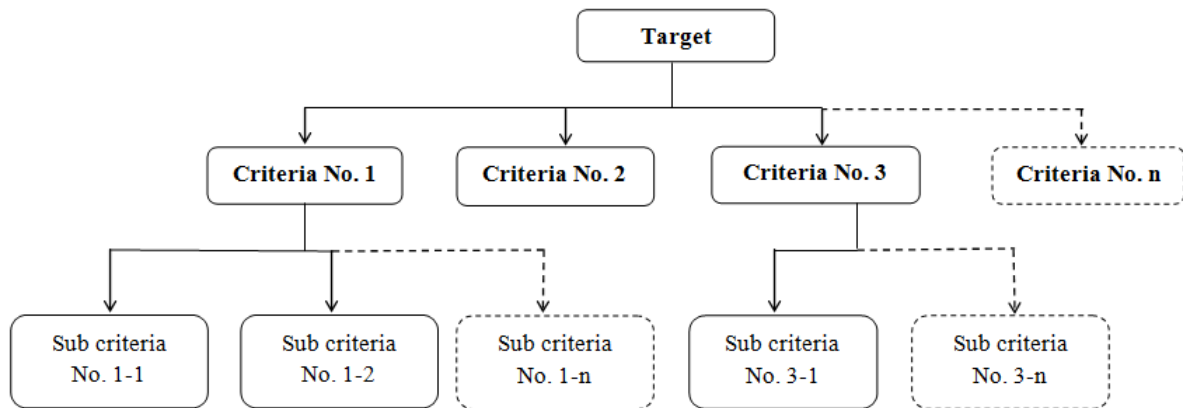 Target
Criteria No. 1
Criteria No. 2
Criteria No. 3
Criteria No. n
Sub criteria
No. 1-1
Sub criteria
No. 1-2
Sub criteria
No. 1-n
Sub criteria
No. 3-1
Sub criteria
No. 3-n